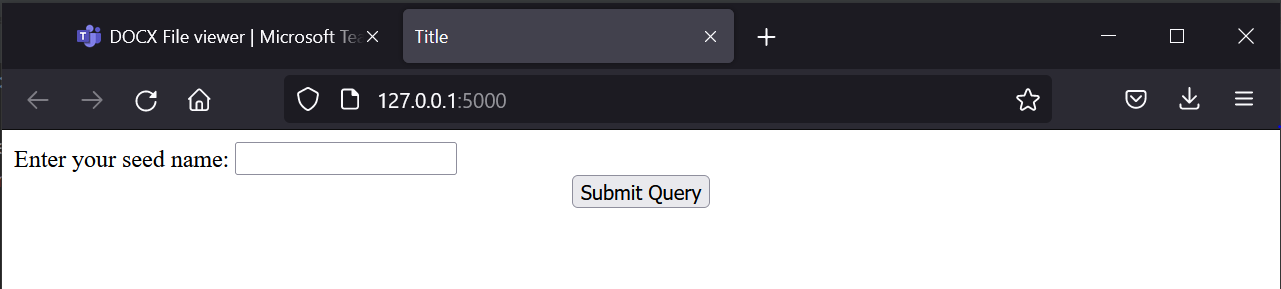 DOCX File viewer | Microsoft Tea
Title
127.0.0.1:5000
Enter your seed name:
Submit Query